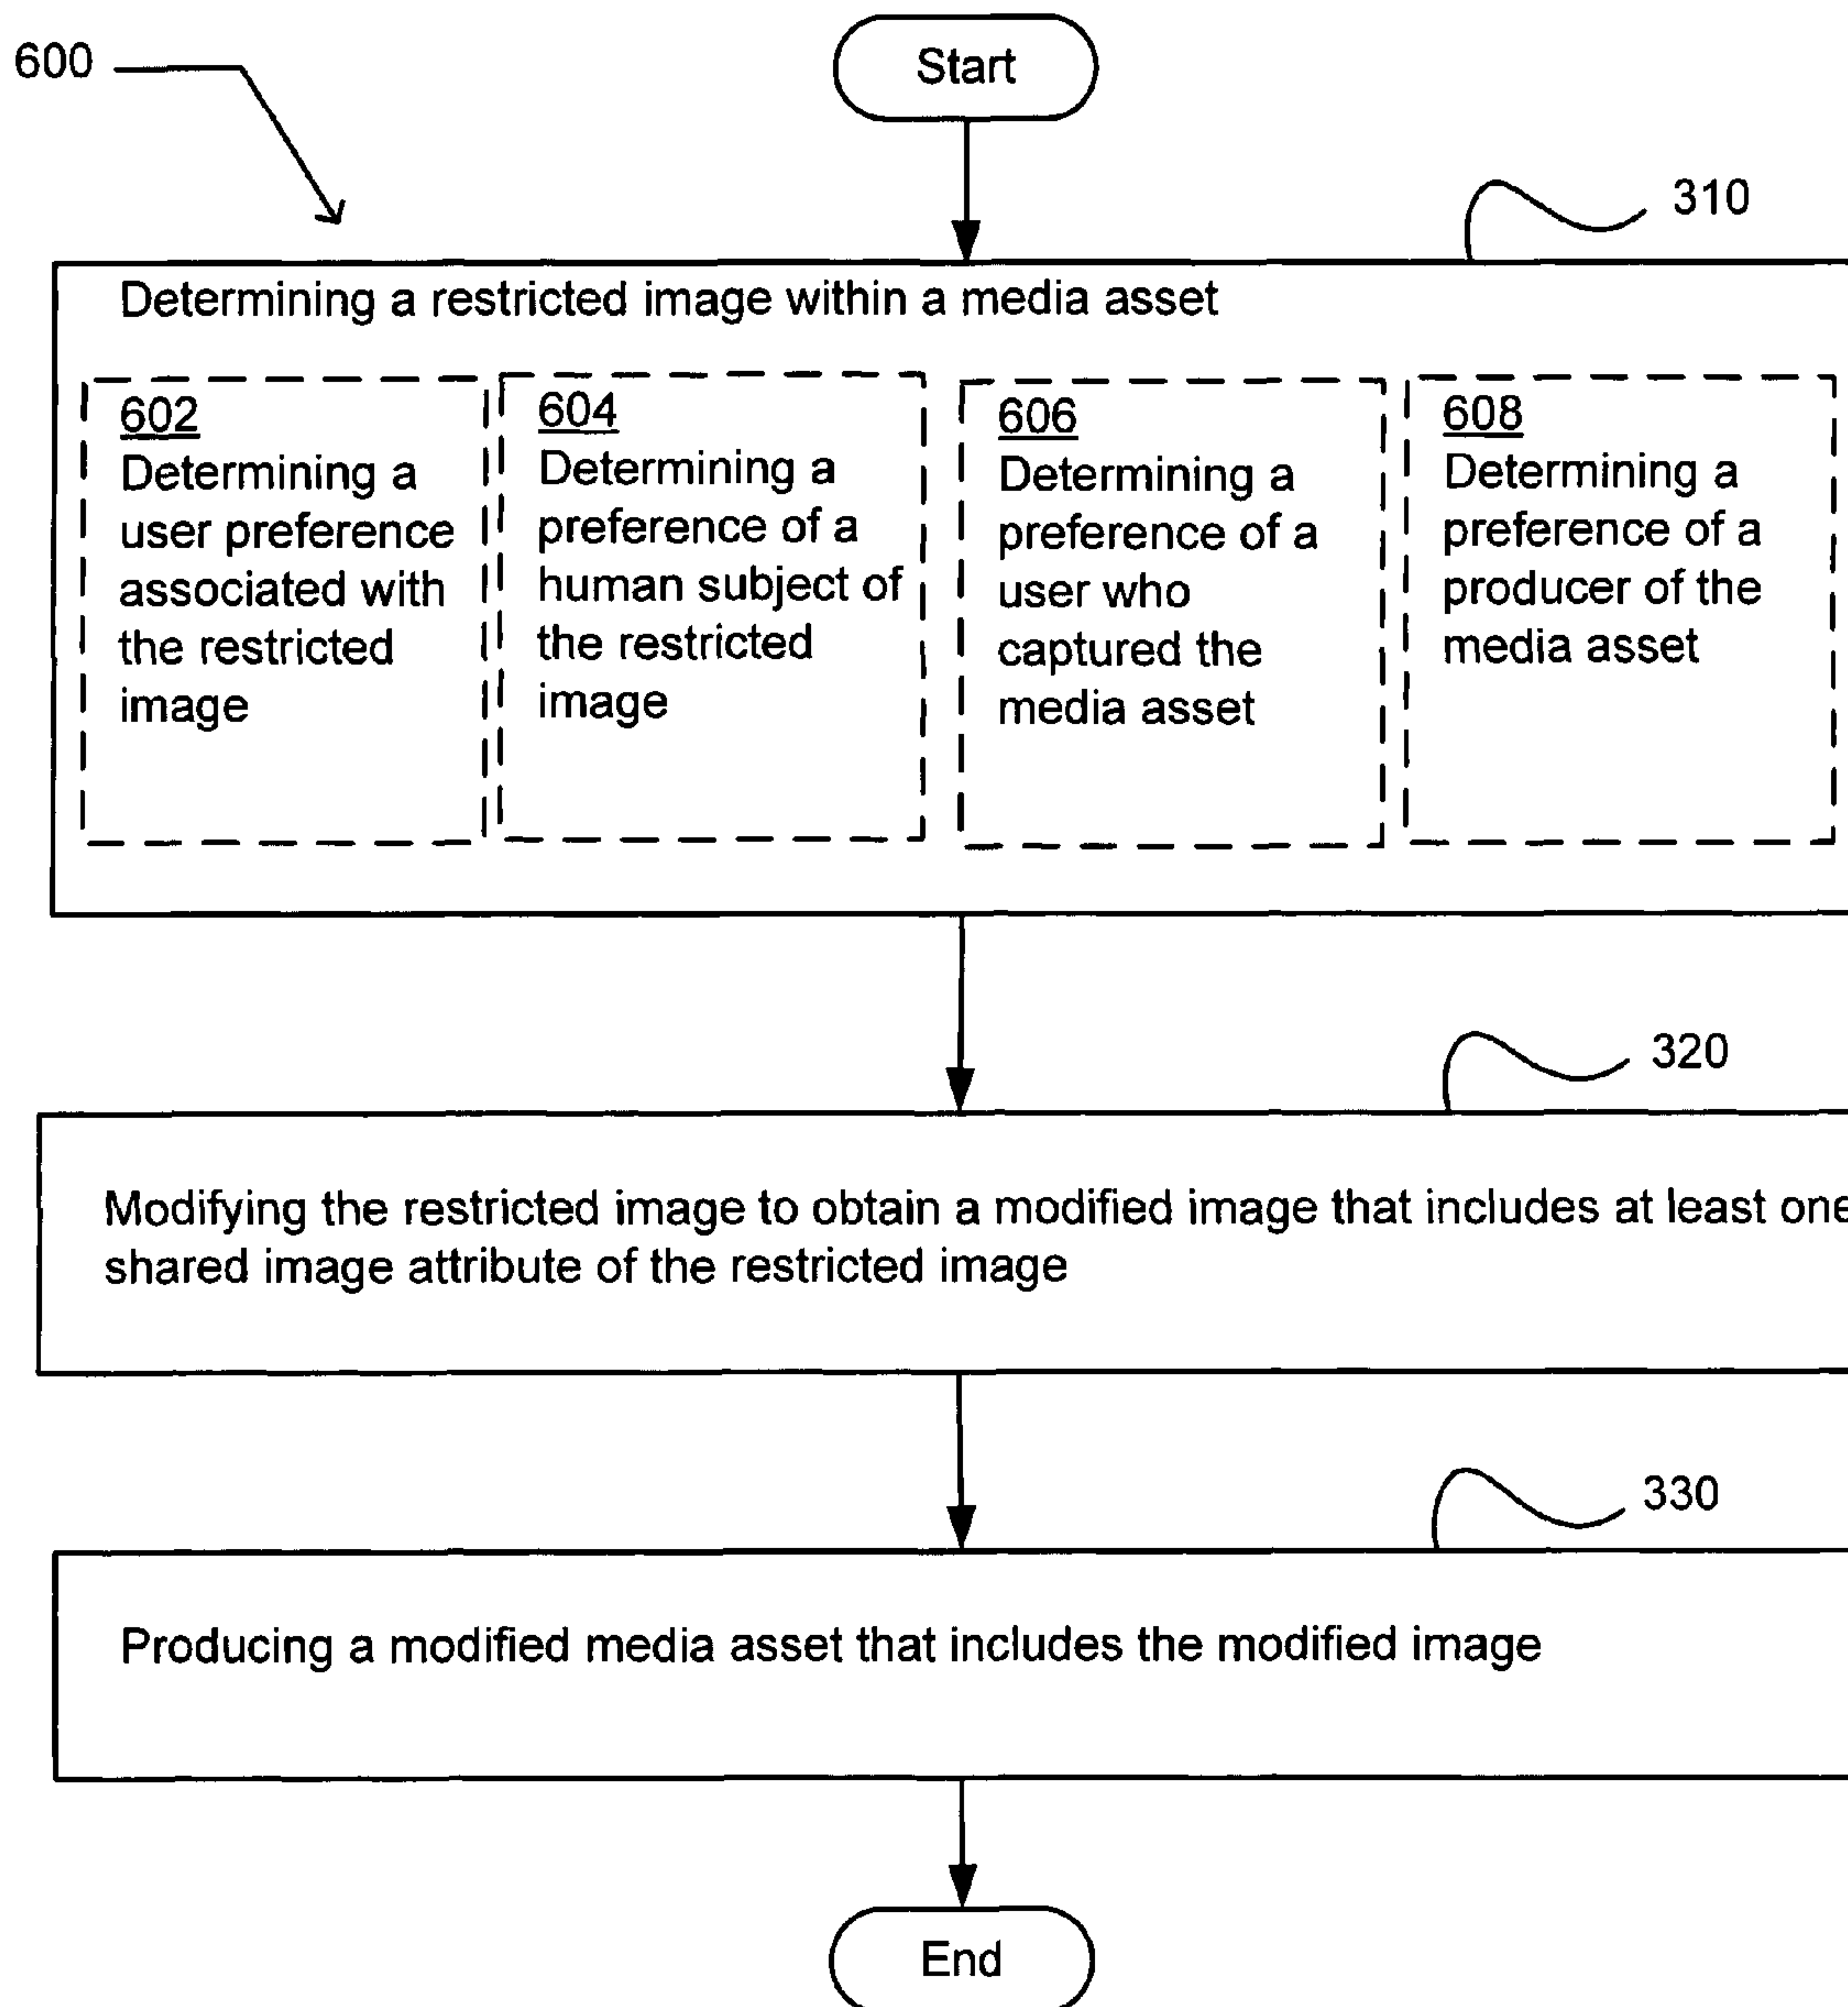 600
Start
310
Determining a restricted image within a media asset
602
Determining a
user preference
associated with
the restricted
image
604
Determining a
preference of a
human subject of
the restricted
image
606
Determining a
preference of a
user who
captured the
media asset
608
Determining a
preference of a
producer of the
media asset
320
Modifying the restricted image to obtain a modified image that includes at least one
shared image attribute of the restricted image
330
Producing a modified media asset that includes the modified image
End